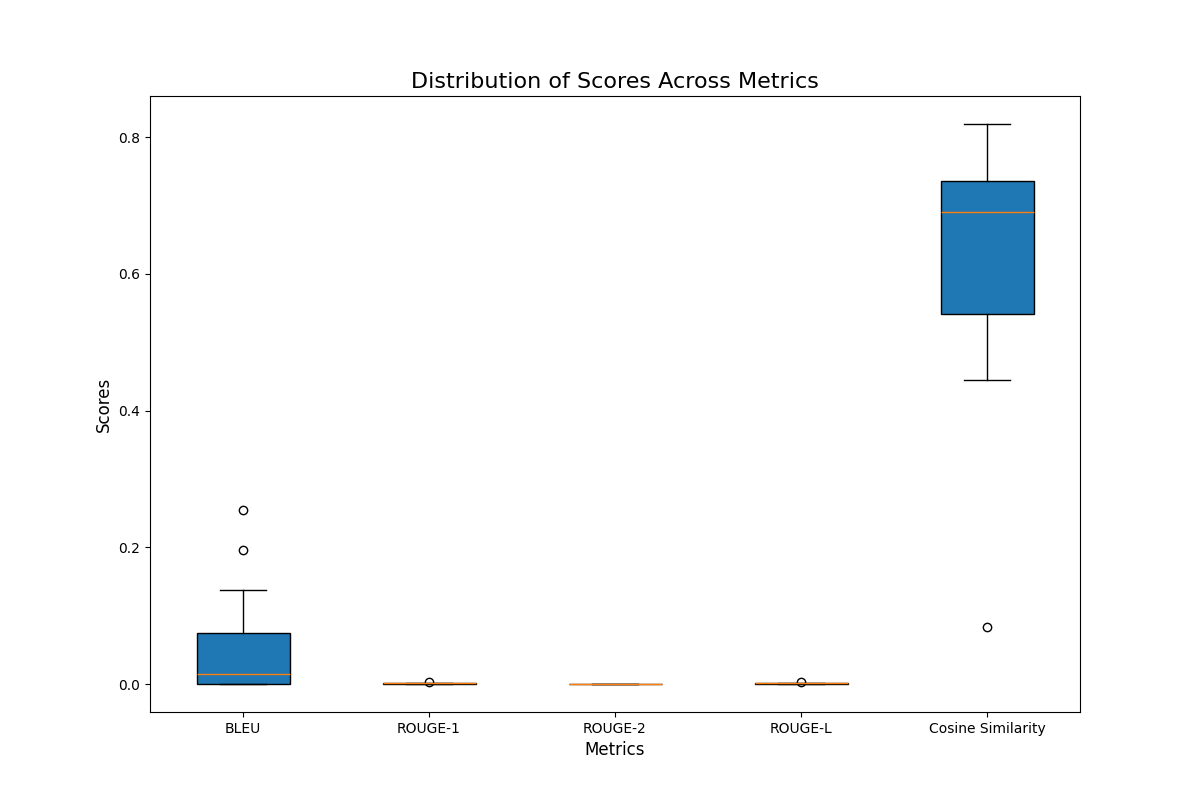 Distribution of Scores Across Metrics
Scores
0.8
0.6
0.4
0.2
0.0
BLEU
ROUGE-1
ROUGE-2
ROUGE-L
Cosine Similarity
Metrics